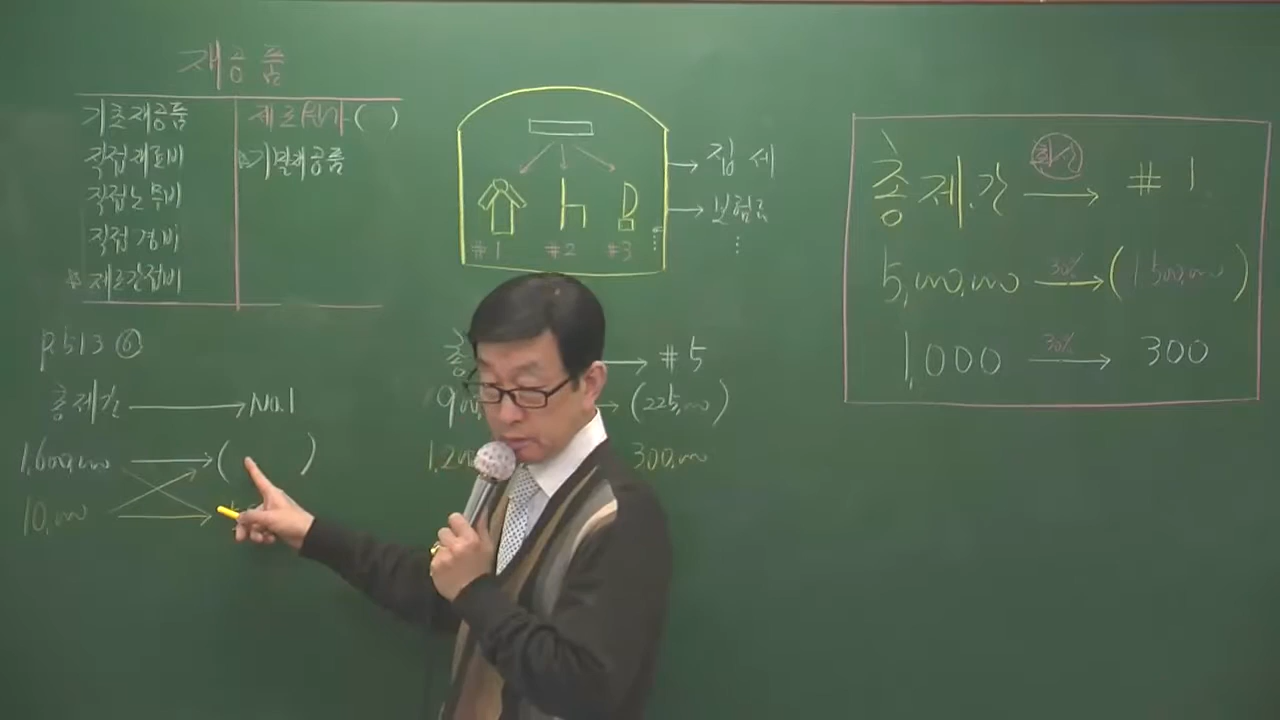 재공품
기초재공품 제조원가 ( )
직접재료비 기말재공품
직접노무비
직접경비
제조간접비
P.513 ⑥
총제간 → No.1
1,600,000 → ( )
10,000 →
#1 #2 #3
→ 집세
→ 보험료
총 → #5
900, → (225,000)
1,200 300,000
총제간 → #1
5,000,000 30% → (1,500,000)
1,000 30% → 300